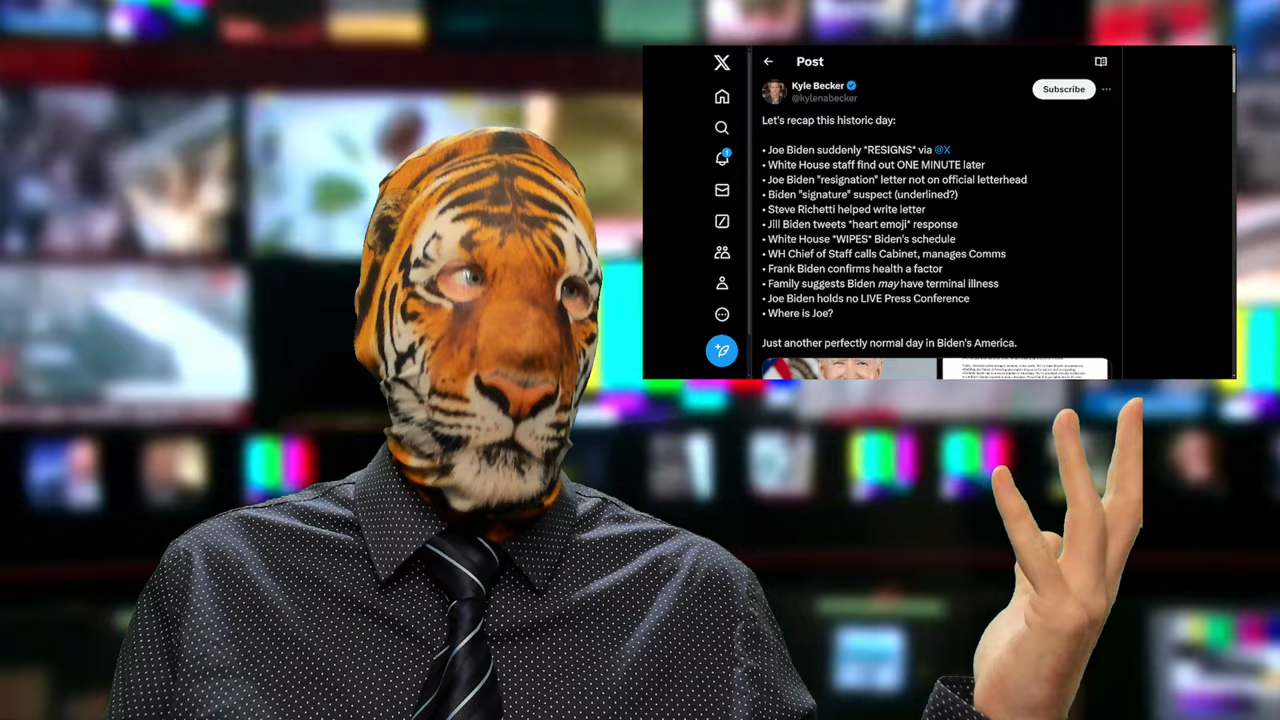 Post
Kyle Becker
@kylenabecker
Subscribe
Let's recap this historic day:
• Joe Biden suddenly *RESIGNS* via @X
• White House staff find out ONE MINUTE later
• Joe Biden "resignation" letter not on official letterhead
• Biden "signature" suspect (underlined?)
• Steve Richetti helped write letter
• Jill Biden tweets *heart emoji* response
• White House *WIPES* Biden's schedule
• WH Chief of Staff calls Cabinet, manages Comms
• Frank Biden confirms health a factor
• Family suggests Biden may have terminal illness
• Joe Biden holds no LIVE Press Conference
• Where is Joe?
Just another perfectly normal day in Biden's America.